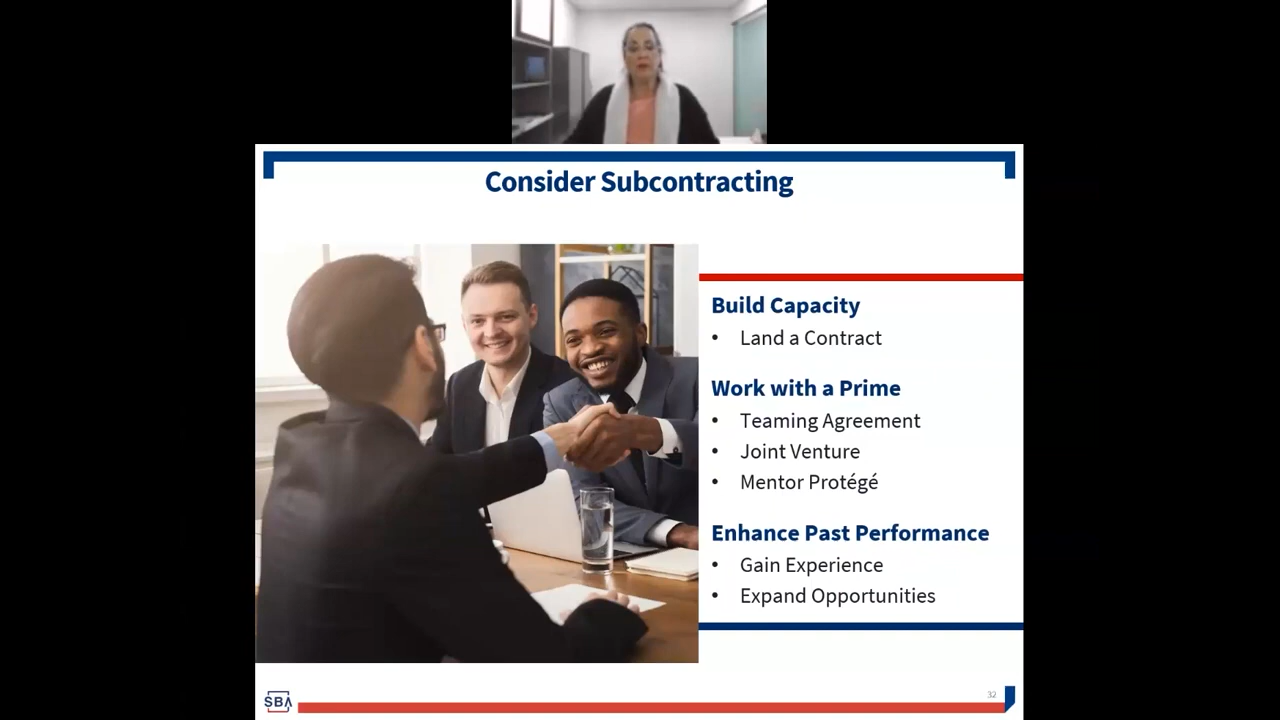 Consider Subcontracting
Build Capacity
• Land a Contract
Work with a Prime
• Teaming Agreement
• Joint Venture
• Mentor Protégé
Enhance Past Performance
• Gain Experience
• Expand Opportunities
32
SBA